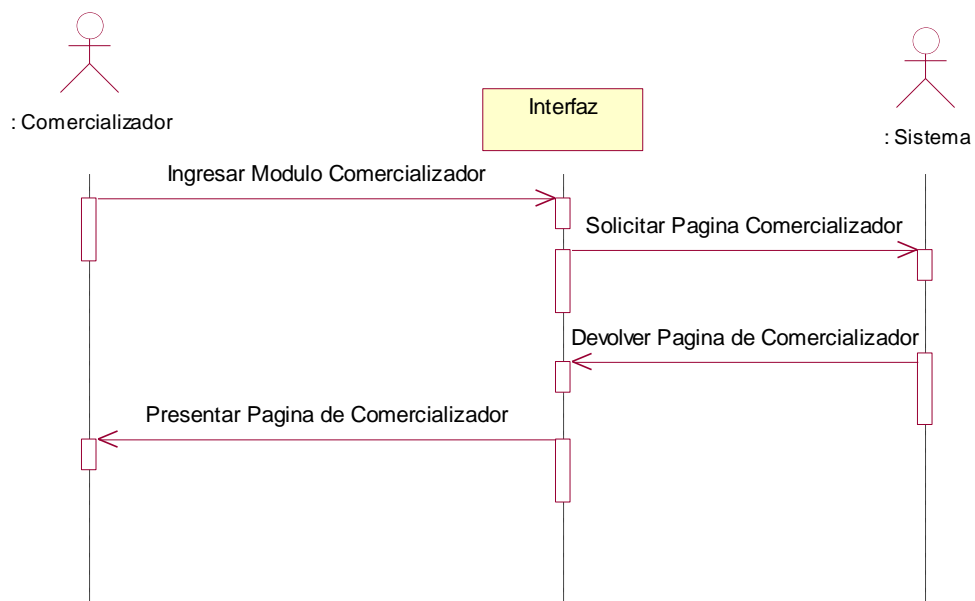 : Comercializador
Interfaz
: Sistema
Ingresar Modulo Comercializador
Solicitar Pagina Comercializador
Devolver Pagina de Comercializador
Presentar Pagina de Comercializador